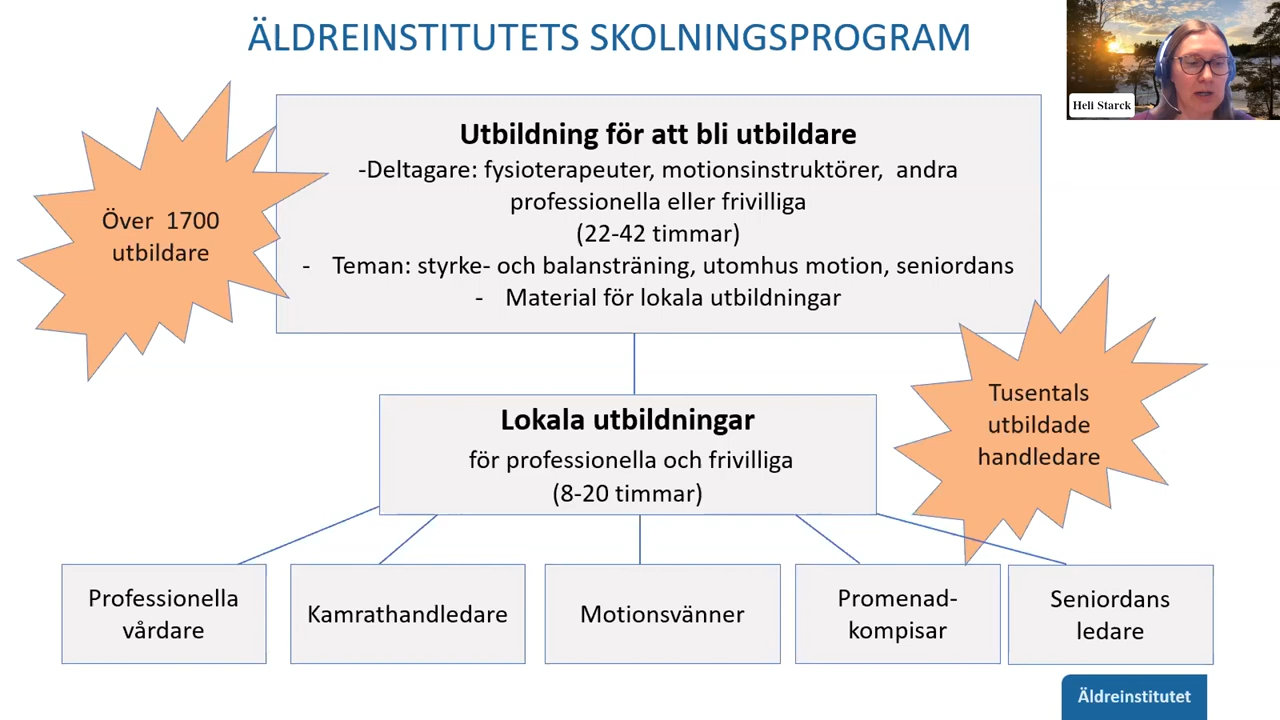 ÄLDREINSTITUTETS SKOLNINGSPROGRAM
Heli Starck
Utbildning för att bli utbildare
-Deltagare: fysioterapeuter, motionsinstruktörer, andra
professionella eller frivilliga
(22-42 timmar)
- Teman: styrke- och balansträning, utomhus motion, seniordans
- Material för lokala utbildningar
Över 1700
utbildare
Lokala utbildningar
för professionella och frivilliga
(8-20 timmar)
Tusentals
utbildade
handledare
Professionella
vårdare
Kamrathandledare
Motionsvänner
Promenad-
kompisar
Seniordans
ledare
Äldreinstitutet